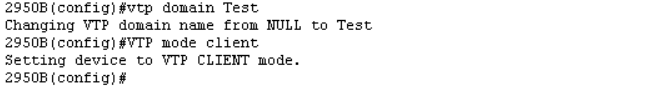 2950B(config)#vtp domain Test
Changing VTP domain name from NULL to Test
2950B(config)#VTP mode client
Setting device to VTP CLIENT mode.
2950B(config)#